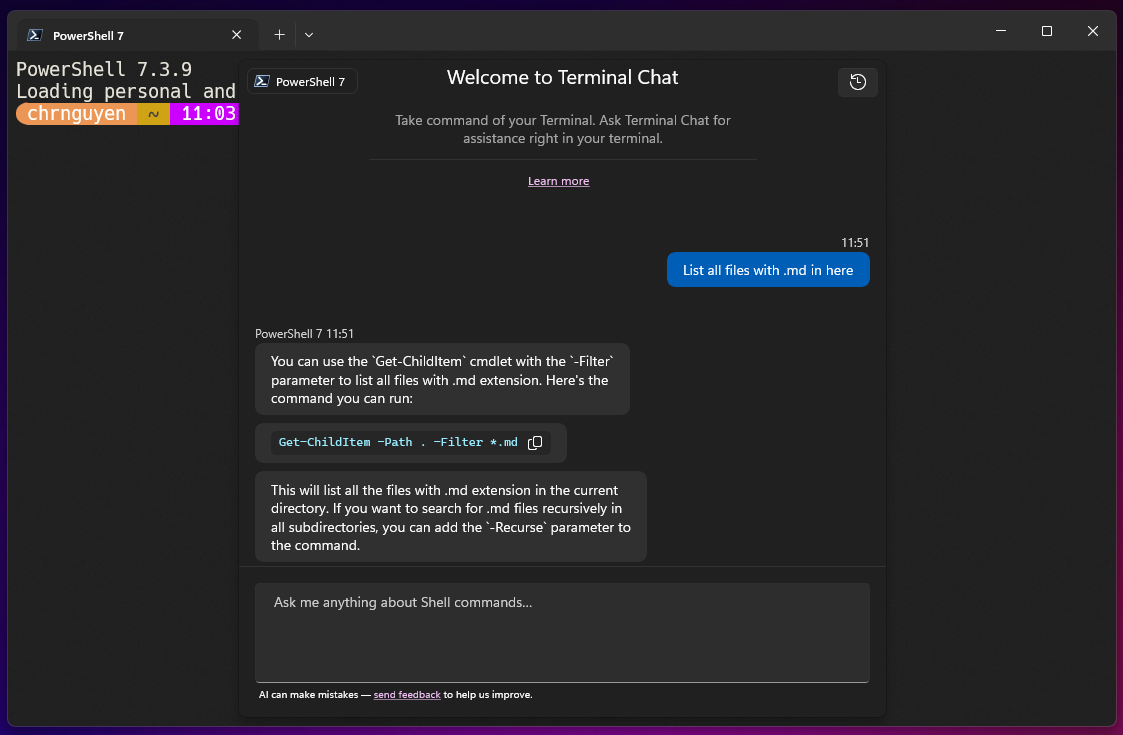 PowerShell 7
PowerShell 7.3.9
Loading personal and
chrnguyen ~ 11:03
PowerShell 7
Welcome to Terminal Chat
Take command of your Terminal. Ask Terminal Chat for
assistance right in your terminal.
Learn more
11:51
List all files with .md in here
PowerShell 7 11:51
You can use the `Get-ChildItem` cmdlet with the `-Filter`
parameter to list all files with .md extension. Here's the
command you can run:
Get-ChildItem -Path . -Filter *.md
This will list all the files with .md extension in the current
directory. If you want to search for .md files recursively in
all subdirectories, you can add the `-Recurse` parameter to
the command.
Ask me anything about Shell commands...
AI can make mistakes — send feedback to help us improve.